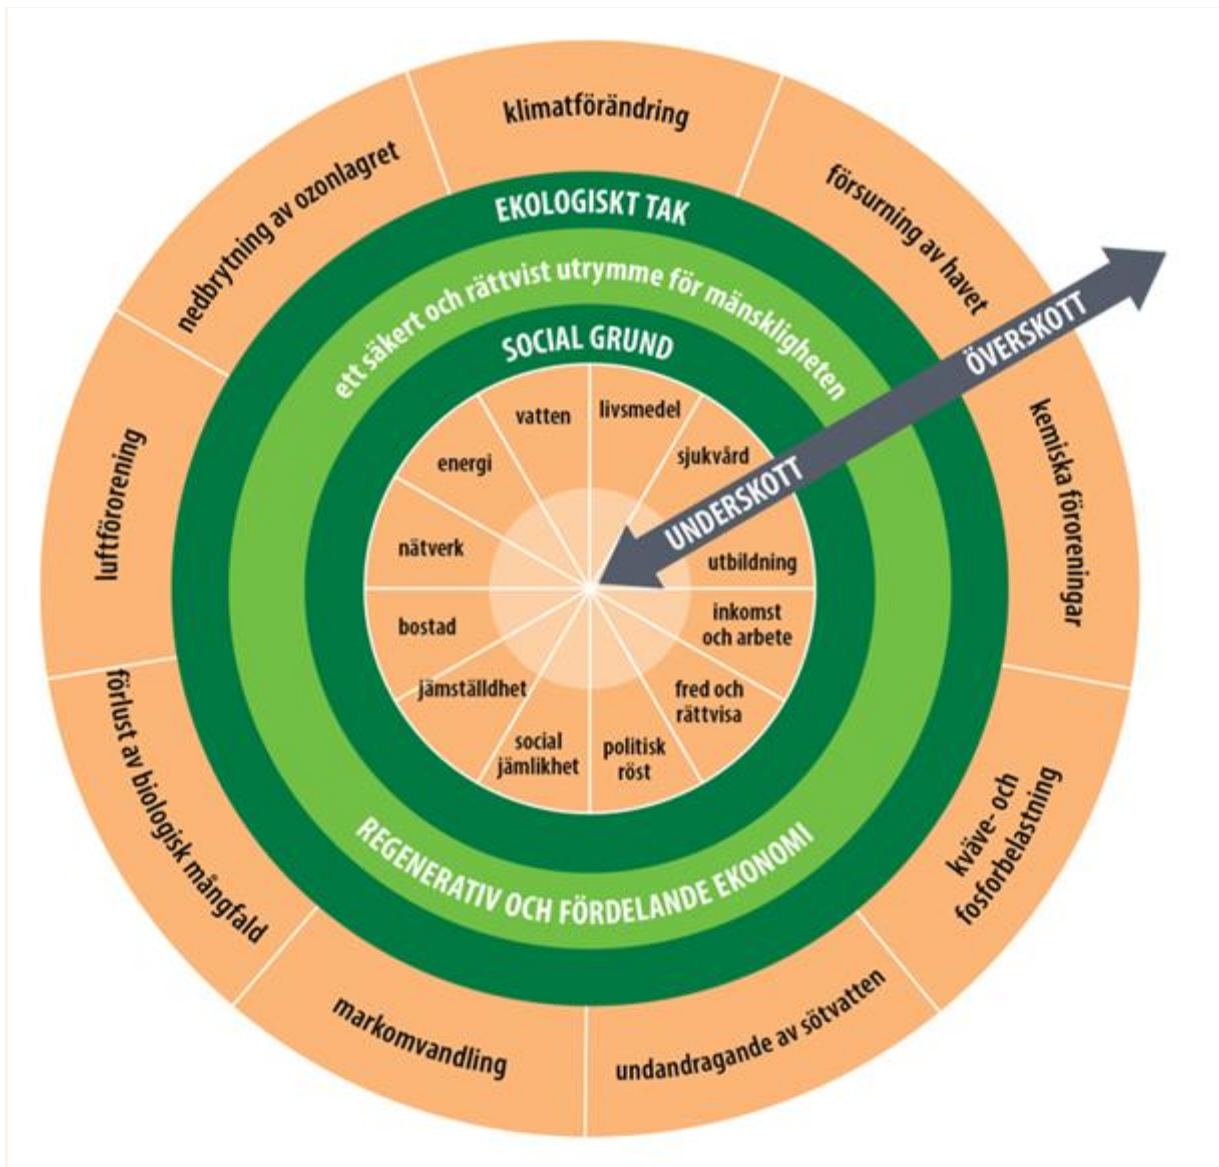 klimatförändring
försurning av havet
kemiska föroreningar
kväve- och
fosforbelastning
undandragande av sötvatten
markomvandling
förlust av biologisk mångfald
luftförorening
nedbrytning av ozonlagret
EKOLOGISKT TAK
ett säkert och rättvist utrymme för mänskligheten
SOCIAL GRUND
ÖVERSKOTT
UNDERSKOTT
livsmedel
sjukvård
utbildning
inkomst
och arbete
fred och
rättvisa
politisk
röst
social
jämlikhet
jämställdhet
bostad
nätverk
energi
vatten
REGENERATIV OCH FÖRDELANDE EKONOMI